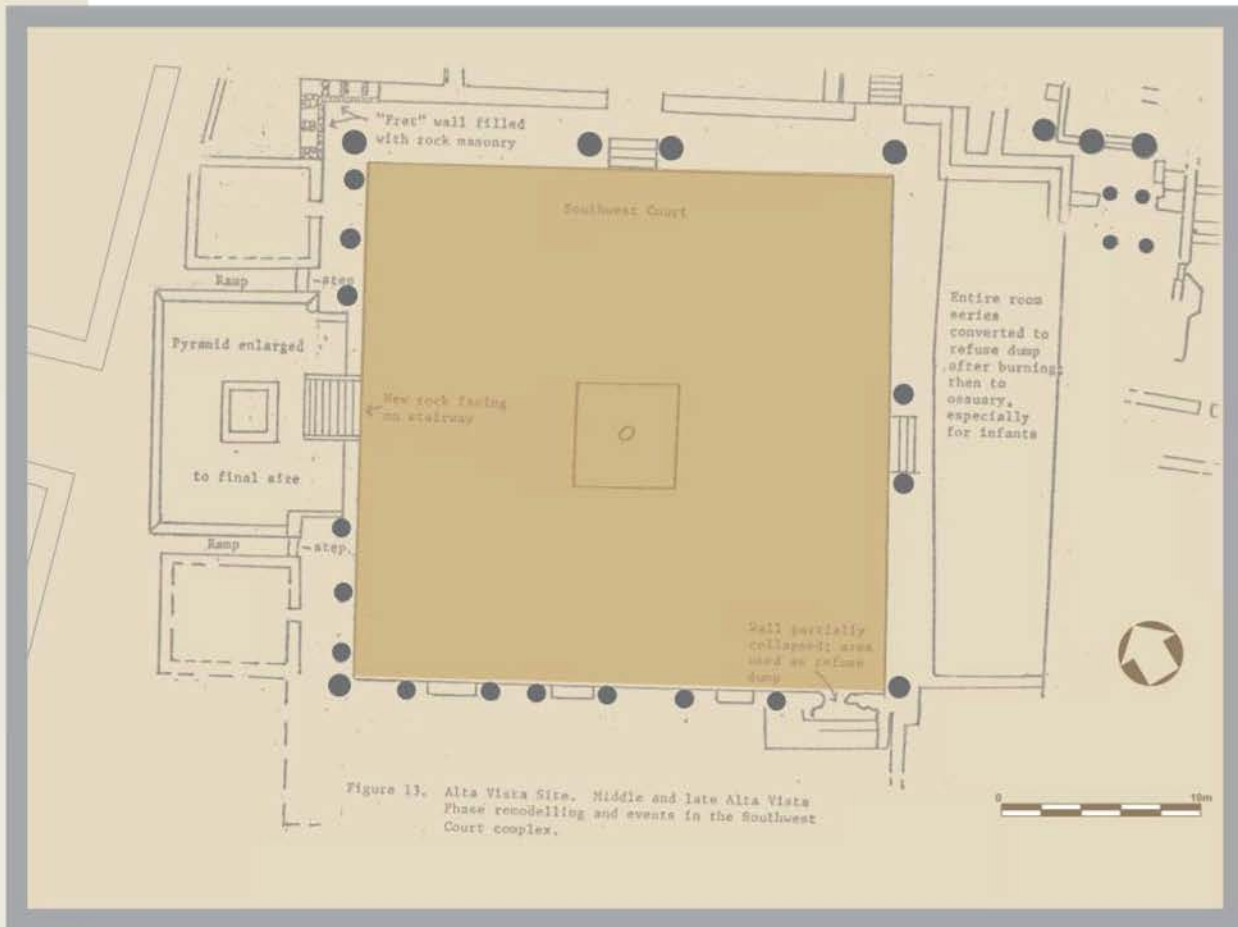 "Fret" wall filled
with rock masonry
Southwest Court
Ramp
-step
Pyramid enlarged
to final size
New rock facing
on stairway
Entire room
series
converted to
refuse dump
after burning;
then to
ossuary,
especially
for infants
Ramp
-step.
Wall partially
collapsed; area
used as refuse
dump
Figure 13. Alta Vista Site. Middle and late Alta Vista
Phase remodelling and events in the Southwest
Court complex.
0 10m